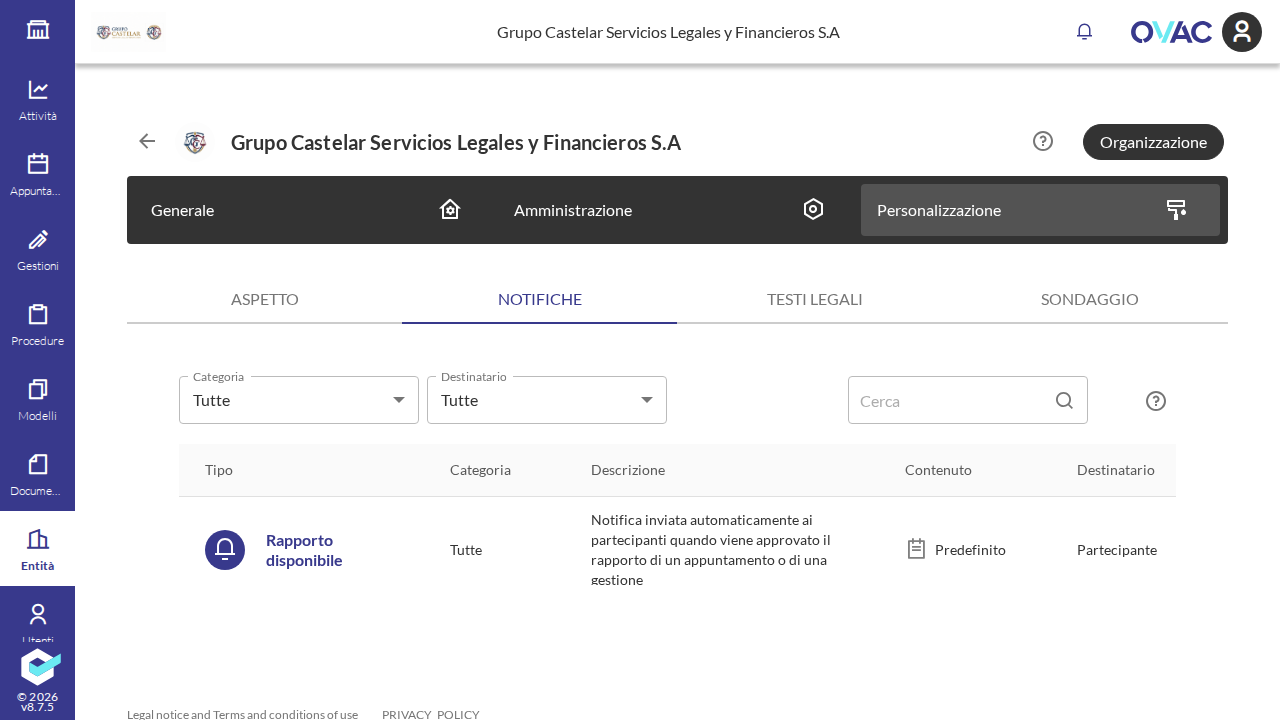 Grupo Castelar Servicios Legales y Financieros S.A
OVAC
Attività
Appunta...
Gestioni
Procedure
Modelli
Docume...
Entità
Utenti
© 2026
v8.7.5
Grupo Castelar Servicios Legales y Financieros S.A
Organizzazione
Generale
Amministrazione
Personalizzazione
ASPETTO
NOTIFICHE
TESTI LEGALI
SONDAGGIO
Categoria
Tutte
Destinatario
Tutte
Cerca
Tipo
Categoria
Descrizione
Contenuto
Destinatario
Rapporto
disponibile
Tutte
Notifica inviata automaticamente ai
partecipanti quando viene approvato il
rapporto di un appuntamento o di una
gestione
Predefinito
Partecipante
Legal notice and Terms and conditions of use
PRIVACY POLICY